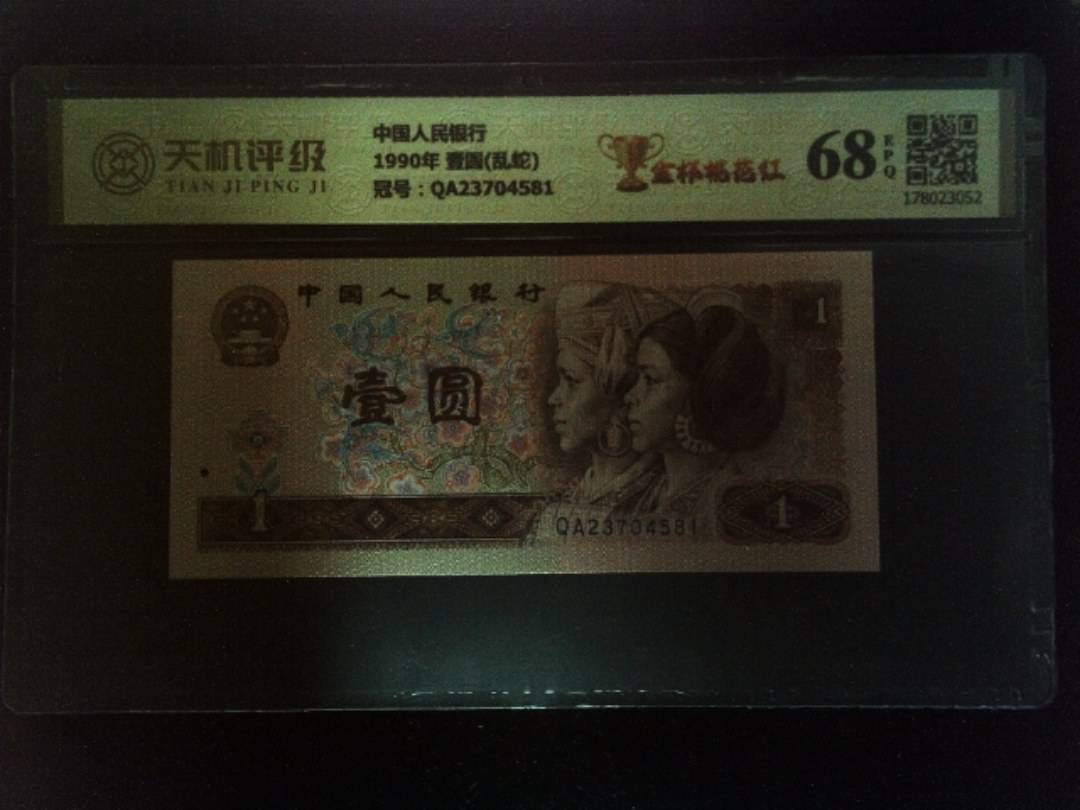 天机评级
TIAN JI PING JI
中国人民银行
1990年 壹圆(乱蛇)
冠号：QA23704581
金杯桃花红
68
EPQ
178023052
中国人民银行
壹圆
1
1
QA23704581
1